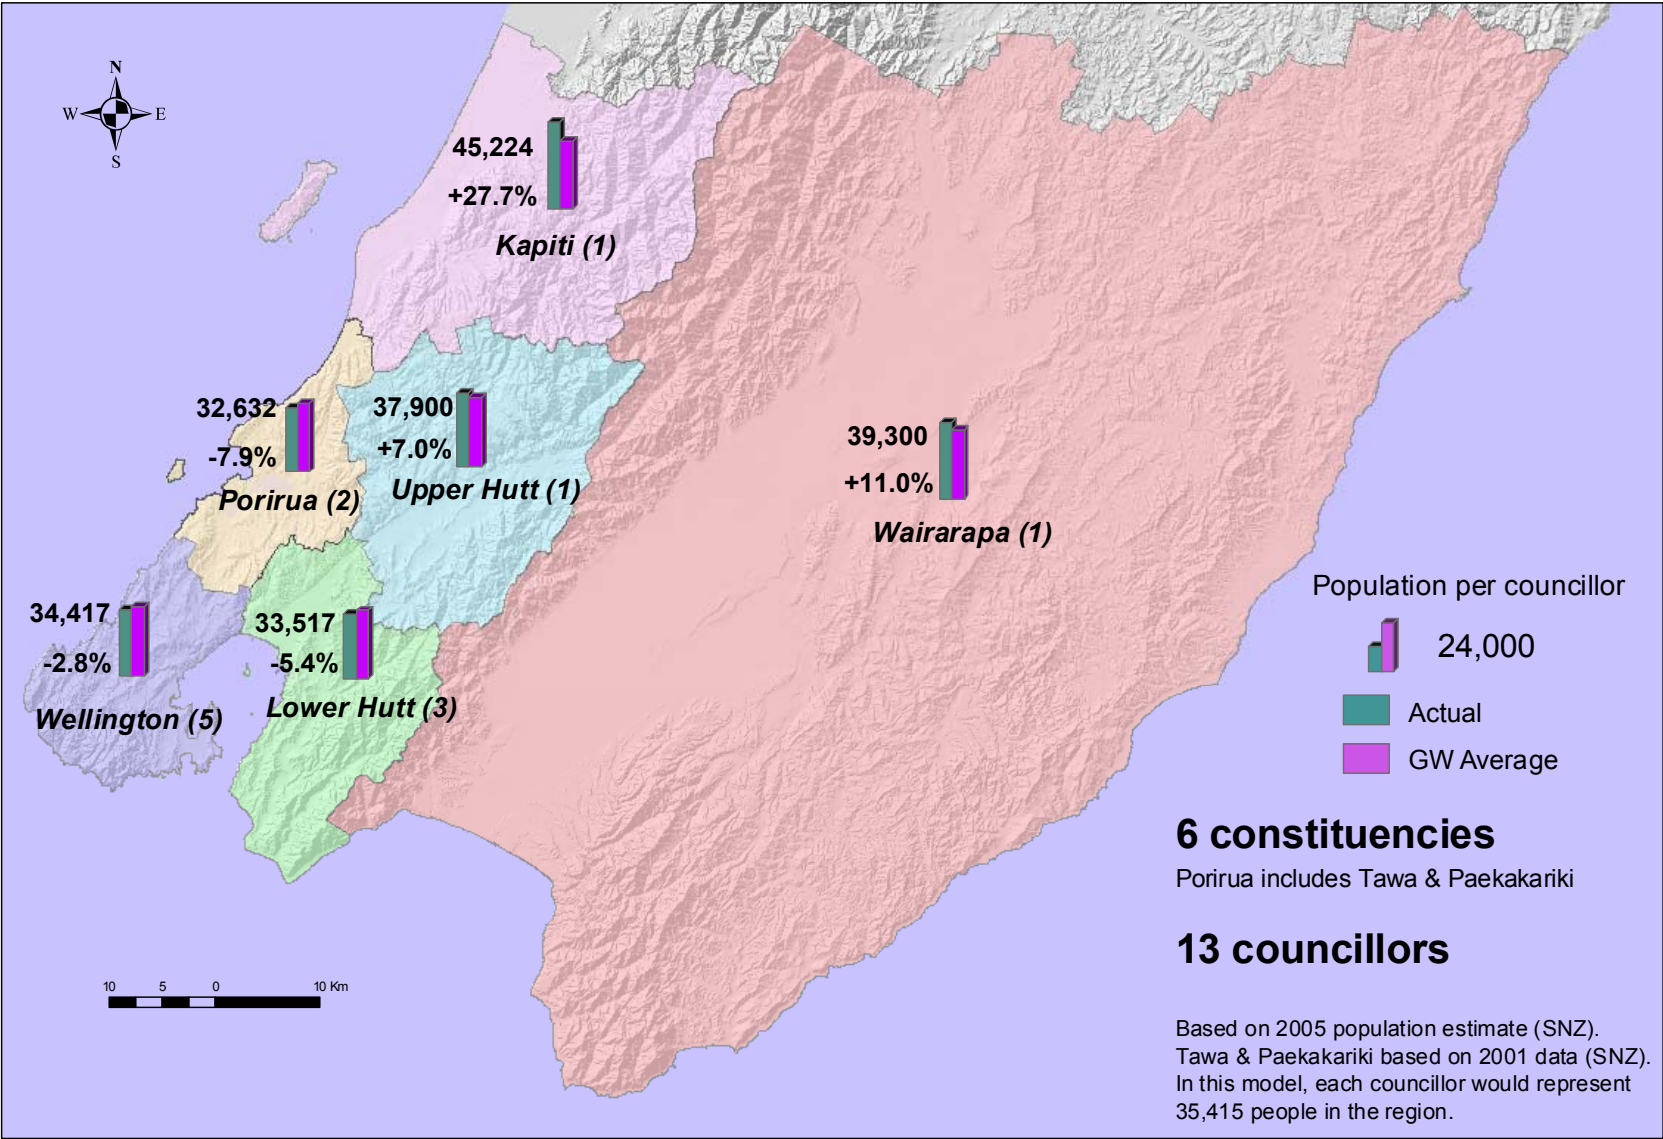 N
W E
S
45,224
+27.7%
Kapiti (1)
32,632
-7.9%
Porirua (2)
37,900
+7.0%
Upper Hutt (1)
39,300
+11.0%
Wairarapa (1)
34,417
-2.8%
Wellington (5)
33,517
-5.4%
Lower Hutt (3)
Population per councillor
24,000
Actual
GW Average
6 constituencies
Porirua includes Tawa & Paekakariki
13 councillors
10 5 0 10 Km
Based on 2005 population estimate (SNZ).
Tawa & Paekakariki based on 2001 data (SNZ).
In this model, each councillor would represent
35,415 people in the region.